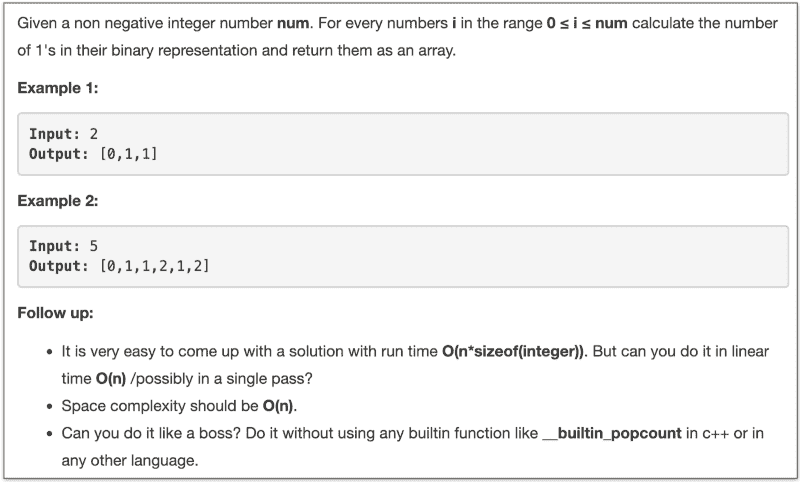 Given a non negative integer number num. For every numbers i in the range 0 ≤ i ≤ num calculate the number
of 1's in their binary representation and return them as an array.
Example 1:
Input: 2
Output: [0,1,1]
Example 2:
Input: 5
Output: [0,1,1,2,1,2]
Follow up:
• It is very easy to come up with a solution with run time O(n*sizeof(integer)). But can you do it in linear
time O(n) /possibly in a single pass?
• Space complexity should be O(n).
• Can you do it like a boss? Do it without using any builtin function like __builtin_popcount in c++ or in
any other language.